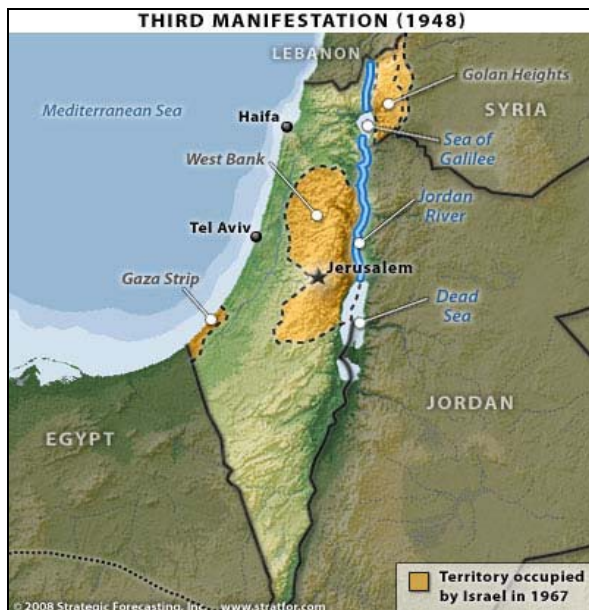 THIRD MANIFESTATION (1948)
LEBANON
Golan Heights
Mediterranean Sea
SYRIA
Haifa
Sea of
Galilee
West Bank
Jordan
River
Tel Aviv
Jerusalem
Gaza Strip
Dead
Sea
JORDAN
EGYPT
Territory occupied
by Israel in 1967
© 2008 Strategic Forecasting, Inc. www.stratfor.com